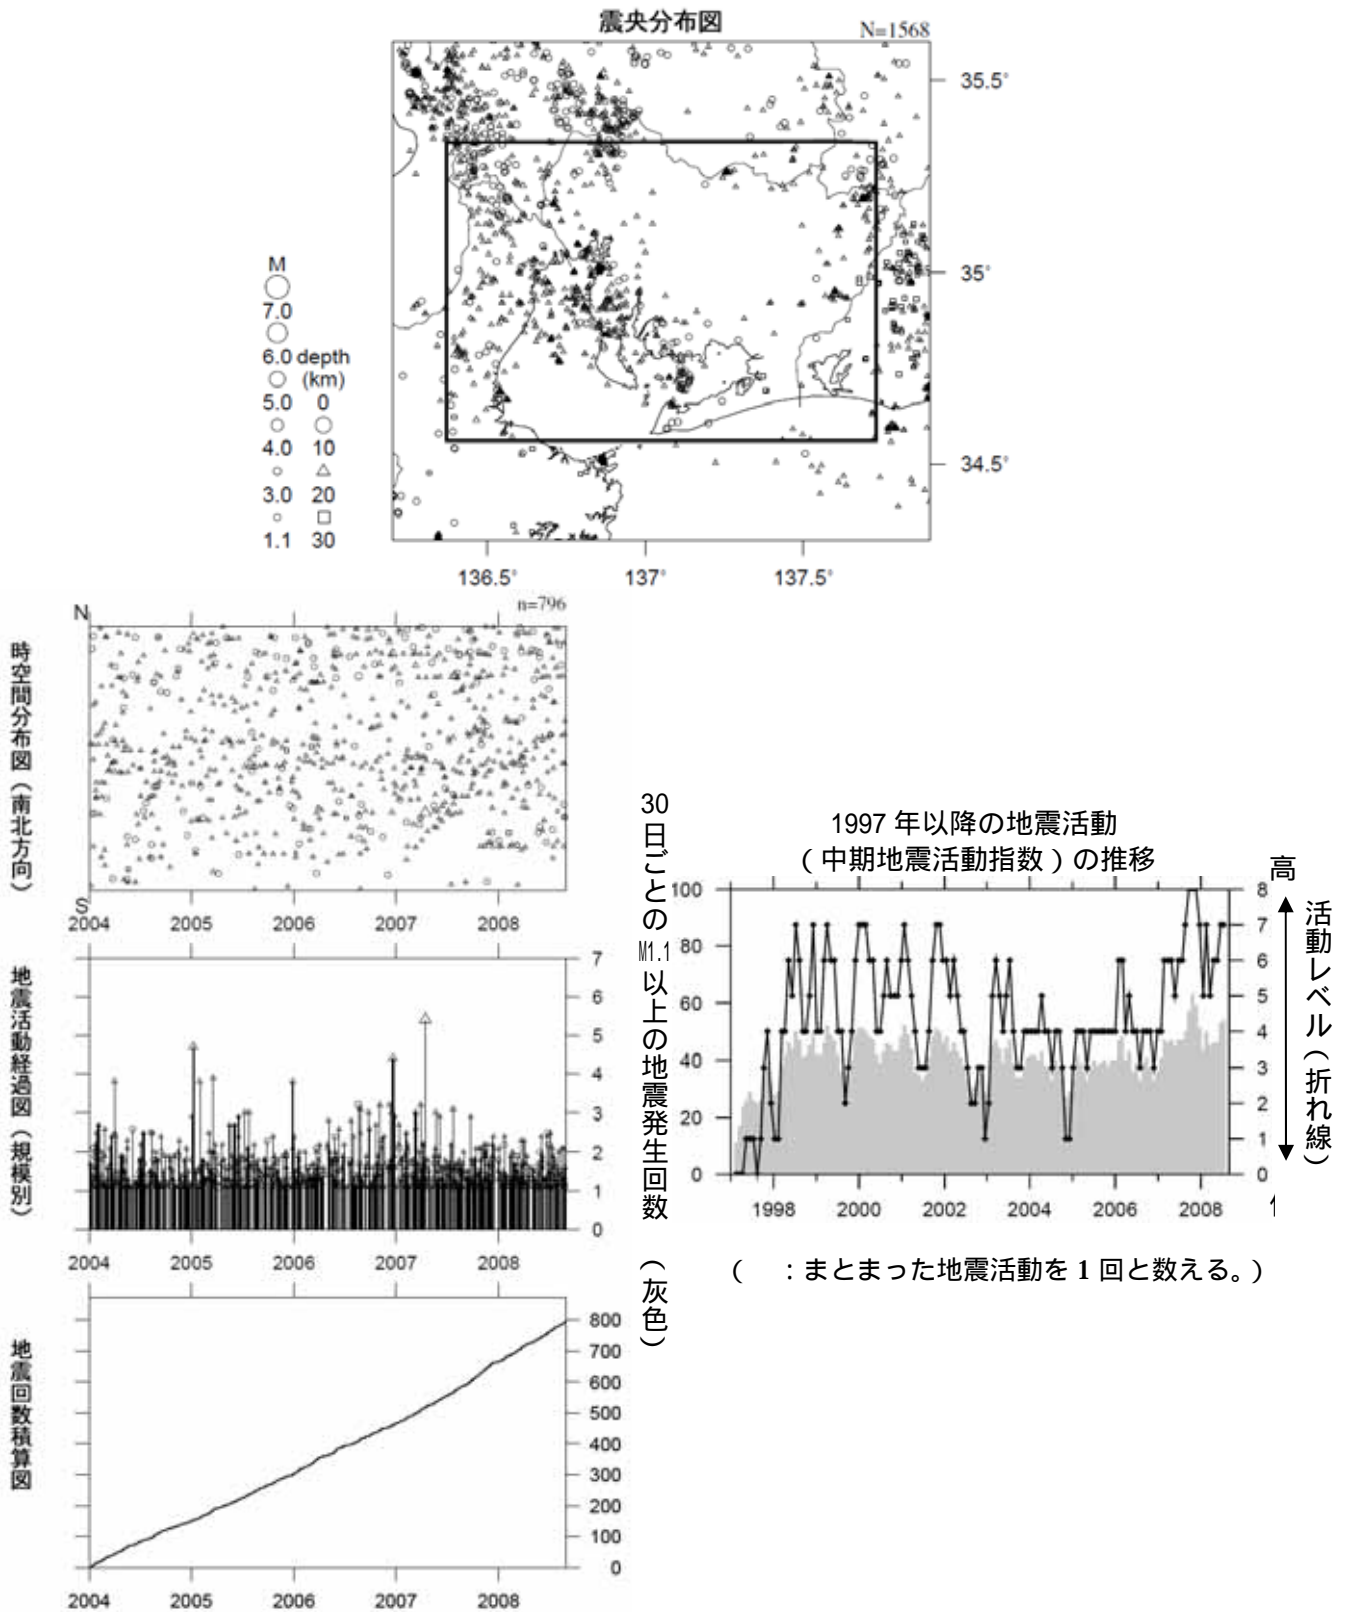 震央分布図
N=1568
35.5°
35°
34.5°
136.5° 137° 137.5°
M
7.0
6.0 depth
(km)
5.0 0
4.0 10
3.0 20
1.1 30
N
n=796
時空間分布図(南北方向)
S
2004 2005 2006 2007 2008
地震活動経過図(規模別)
7
6
5
4
3
2
1
0
2004 2005 2006 2007 2008
地震回数積算図
800
700
600
500
400
300
200
100
0
2004 2005 2006 2007 2008
30日ごとのM1.1以上の地震発生回数(灰色)
1997 年以降の地震活動
(中期地震活動指数)の推移
100
80
60
40
20
0
1998 2000 2002 2004 2006 2008
8
7
6
5
4
3
2
1
0
高
活動レベル(折れ線)
( :まとまった地震活動を 1 回と数える。)